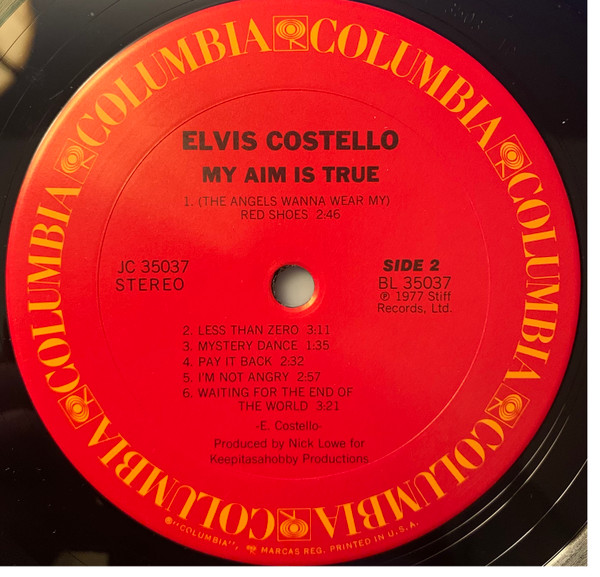 COLUMBIA COLUMBIA COLUMBIA COLUMBIA COLUMBIA COLUMBIA COLUMBIA COLUMBIA
ELVIS COSTELLO
MY AIM IS TRUE
1. (THE ANGELS WANNA WEAR MY)
RED SHOES 2:46
JC 35037
STEREO
SIDE 2
BL 35037
℗ 1977 Stiff
Records, Ltd.
2. LESS THAN ZERO 3:11
3. MYSTERY DANCE 1:35
4. PAY IT BACK 2:32
5. I'M NOT ANGRY 2:57
6. WAITING FOR THE END OF
THE WORLD 3:21
-E. Costello-
Produced by Nick Lowe for
Keepitasahobby Productions
®"COLUMBIA", MARCAS REG. PRINTED IN U.S.A.